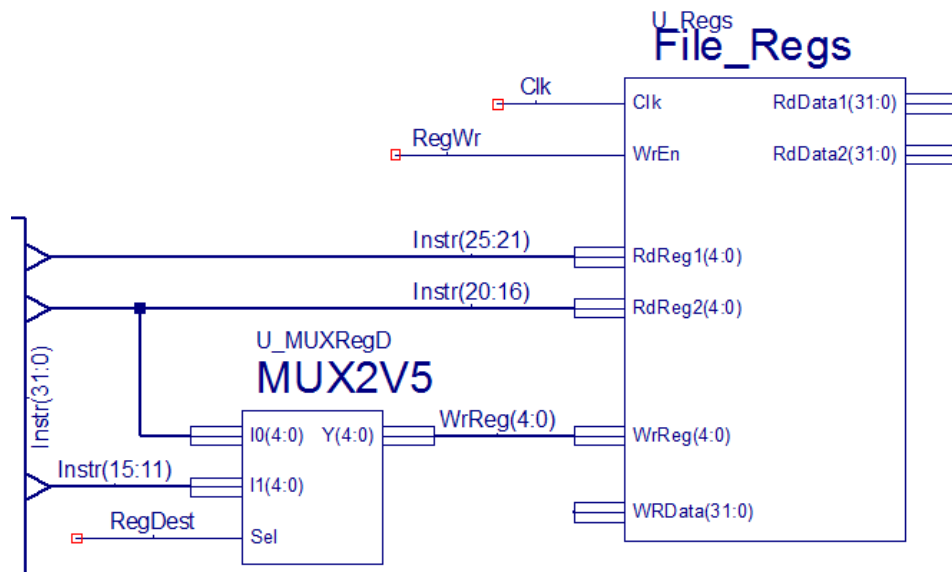 U_Regs
File_Regs
Clk
Clk
RdData1(31:0)
RegWr
WrEn
RdData2(31:0)
Instr(25:21)
RdReg1(4:0)
Instr(20:16)
RdReg2(4:0)
U_MUXRegD
MUX2V5
Instr(31:0)
WrReg(4:0)
I0(4:0)
Y(4:0)
WrReg(4:0)
Instr(15:11)
I1(4:0)
WRData(31:0)
RegDest
Sel